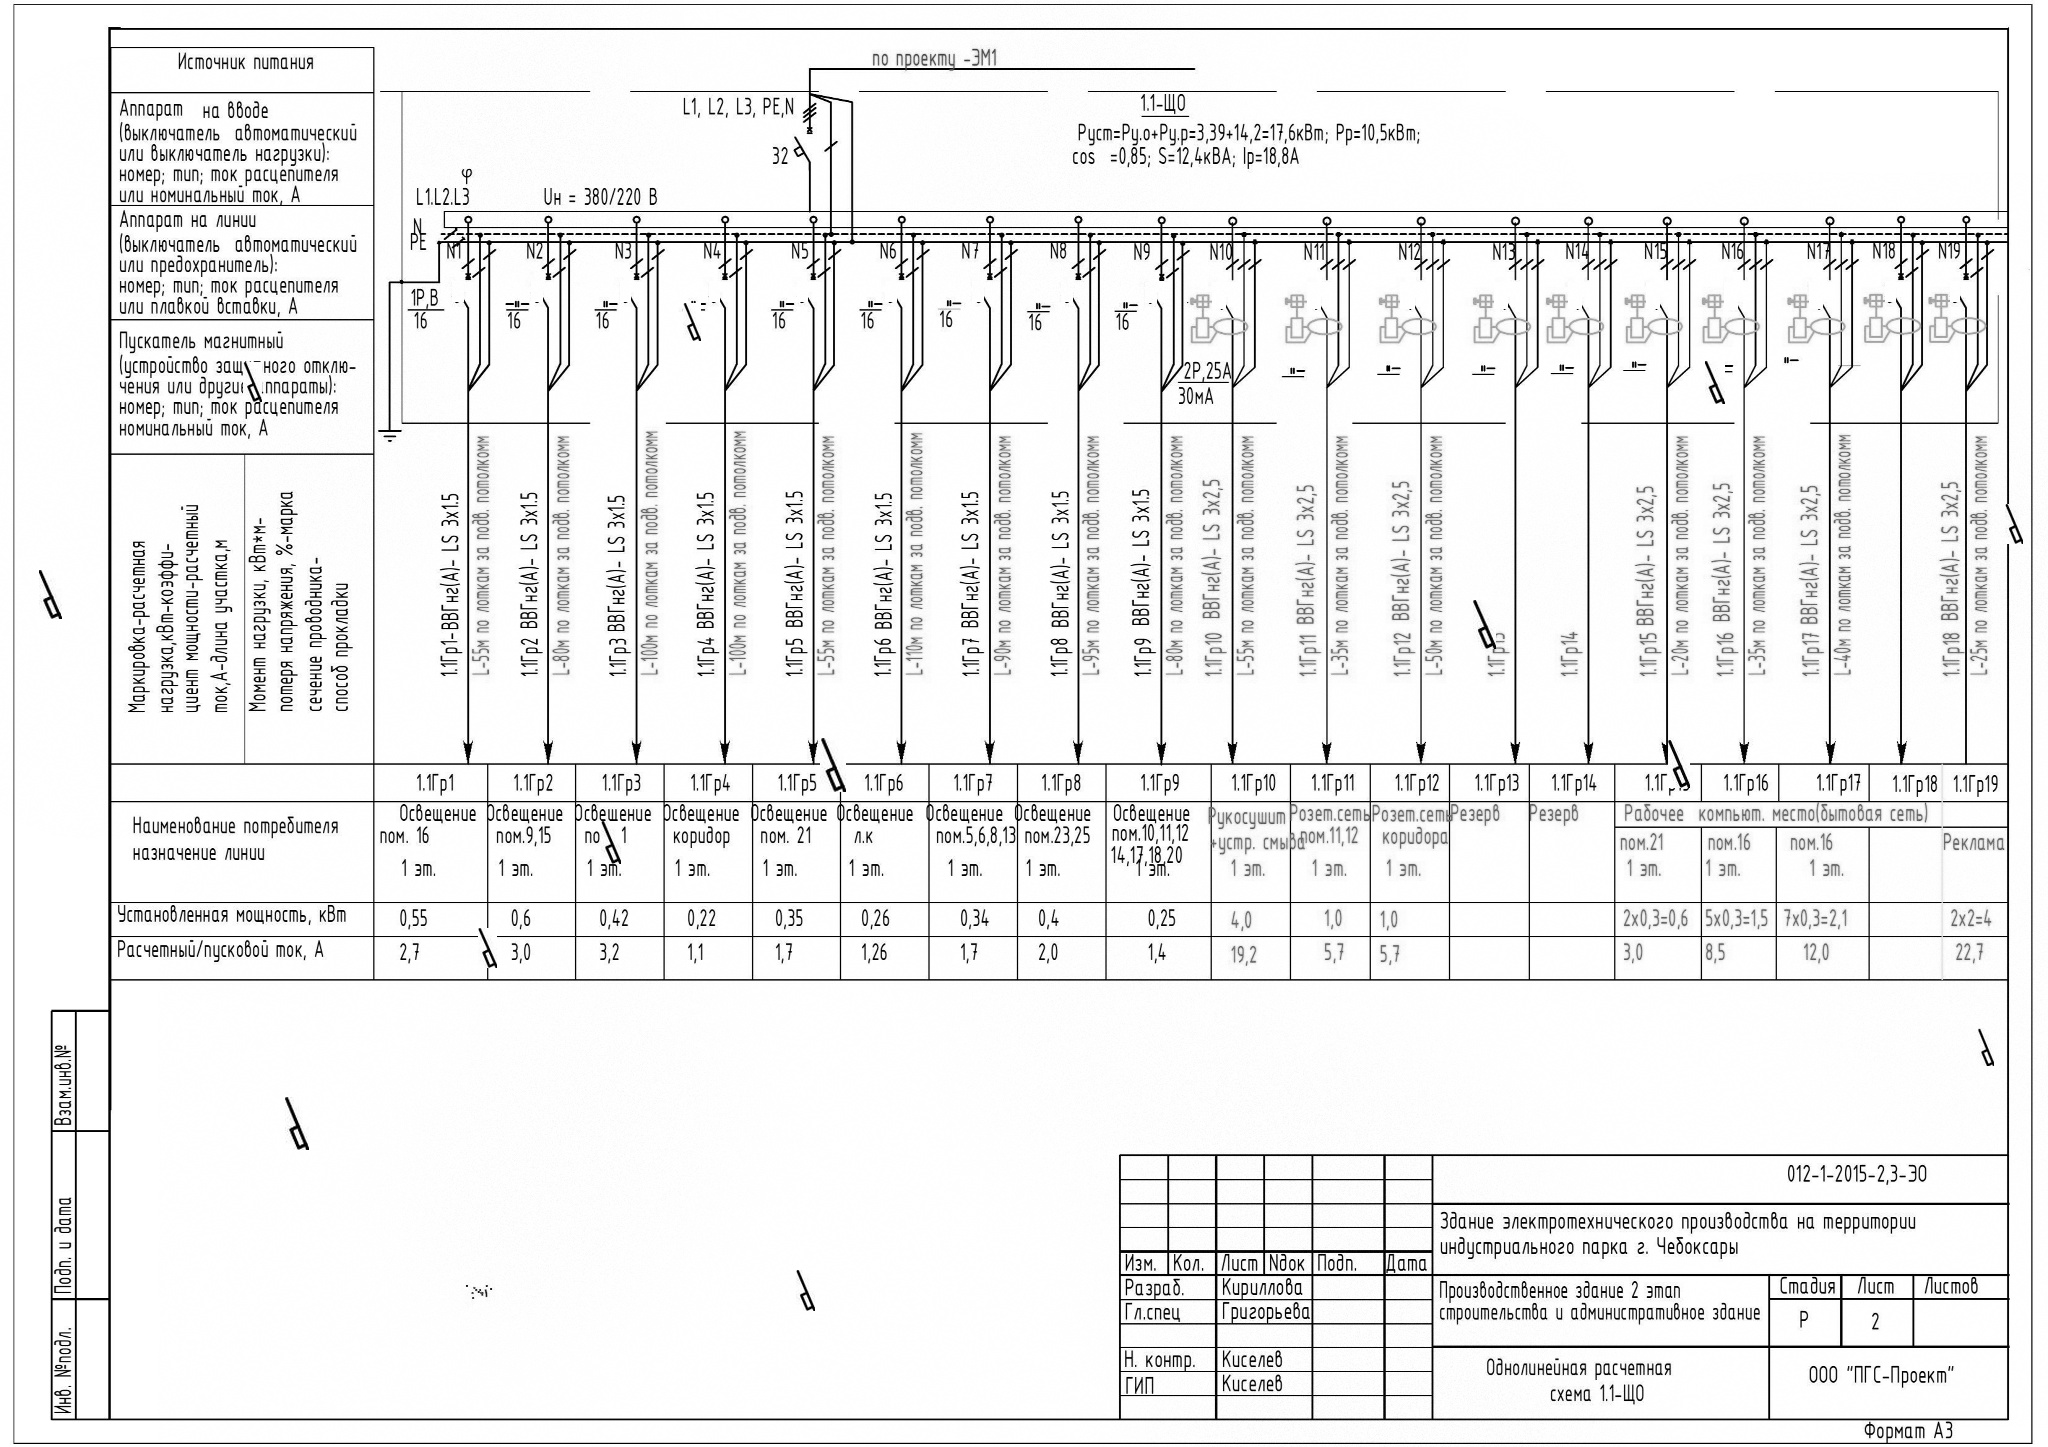 по проекту -ЭМ1
Источник питания
Аппарат на вводе
(выключатель автоматический
или выключатель нагрузки):
номер; тип; ток расцепителя
или номинальный ток, А
Аппарат на линии
(выключатель автоматический
или предохранитель):
номер; тип; ток расцепителя
или плавкой вставки, А
Пускатель магнитный
(устройство защ ного отклю-
чения или други ппараты):
номер; тип; ток расцепителя
номинальный ток, А
Маркировка-расчетная
нагрузка,кВт-коэффи-
циент мощности-расчетный
ток,А-длина участка,м
Момент нагрузки, кВт*м-
потеря напряжения, %-марка
сечение проводника-
способ прокладки
L1, L2, L3, PE,N
32
1.1-ЩО
Руст=Ру.о+Ру.р=3,39+14,2=17,6кВт; Рр=10,5кВт;
cos =0,85; S=12,4кВА; Iр=18,8А
φ
L1.L2.L3
Uн = 380/220 В
N
PE
N1 N2 N3 N4 N5 N6 N7 N8 N9 N10 N11 N12 N13 N14 N15 N16 N17 N18 N19
1Р,В
16
-"-
16
-"-
16
-"-
16
-"-
16
-"-
16
-"-
16
-"-
16
2Р,25А
30мА
1.1Гр1-ВВГнг(А)- LS 3х1.5
L-55м по лоткам за подв. потолкомм
1.1Гр2 ВВГнг(А)- LS 3х1.5
L-80м по лоткам за подв. потолкомм
1.1Гр3 ВВГнг(А)- LS 3х1.5
L-100м по лоткам за подв. потолкомм
1.1Гр4 ВВГнг(А)- LS 3х1.5
L-100м по лоткам за подв. потолкомм
1.1Гр5 ВВГнг(А)- LS 3х1.5
L-55м по лоткам за подв. потолкомм
1.1Гр6 ВВГнг(А)- LS 3х1.5
L-110м по лоткам за подв. потолкомм
1.1Гр7 ВВГнг(А)- LS 3х1.5
L-90м по лоткам за подв. потолкомм
1.1Гр8 ВВГнг(А)- LS 3х1.5
L-95м по лоткам за подв. потолкомм
1.1Гр9 ВВГнг(А)- LS 3х1.5
L-80м по лоткам за подв. потолкомм
1.1Гр10 ВВГнг(А)- LS 3х2,5
L-55м по лоткам за подв. потолкомм
1.1Гр11 ВВГнг(А)- LS 3х2,5
L-35м по лоткам за подв. потолкомм
1.1Гр12 ВВГнг(А)- LS 3х2,5
L-50м по лоткам за подв. потолкомм
1.1Гр14
1.1Гр15 ВВГнг(А)- LS 3х2,5
L-20м по лоткам за подв. потолкомм
1.1Гр16 ВВГнг(А)- LS 3х2,5
L-35м по лоткам за подв. потолкомм
1.1Гр17 ВВГнг(А)- LS 3х2,5
L-40м по лоткам за подв. потолкомм
1.1Гр18 ВВГнг(А)- LS 3х2,5
L-25м по лоткам за подв. потолкомм
1.1Гр1 1.1Гр2 1.1Гр3 1.1Гр4 1.1Гр5 1.1Гр6 1.1Гр7 1.1Гр8 1.1Гр9 1.1Гр10 1.1Гр11 1.1Гр12 1.1Гр13 1.1Гр14 1.1Г 1.1Гр16 1.1Гр17 1.1Гр18 1.1Гр19
Наименование потребителя
назначение линии
Освещение
пом. 16
1 эт.
Освещение
пом.9,15
1 эт.
Освещение
по 1
1 эт.
Освещение
коридор
1 эт.
Освещение
пом. 21
1 эт.
Освещение
л.к
1 эт.
Освещение
пом.5,6,8,13
1 эт.
Освещение
пом.23,25
1 эт.
Освещение
пом.10,11,12
14,17,18,20
1 эт.
Рукосушит
+устр. смыва
1 эт.
Розет.сеть
пом.11,12
1 эт.
Розет.сеть
коридора
1 эт.
Резерв
Резерв
Рабочее компьют. место(бытовая сеть)
пом.21
1 эт.
пом.16
1 эт.
пом.16
1 эт.
Реклама
Установленная мощность, кВт 0,55 0,6 0,42 0,22 0,35 0,26 0,34 0,4 0,25 4,0 1,0 1,0 2х0,3=0,6 5х0,3=1,5 7х0,3=2,1 2х2=4
Расчетный/пусковой ток, А 2,7 3,0 3,2 1,1 1,7 1,26 1,7 2,0 1,4 19,2 5,7 5,7 3,0 8,5 12,0 22,7
Взам.инв.№
Подп. и дата
Инв. №подл.
012-1-2015-2,3-ЭО
Здание электротехнического производства на территории
индустриального парка г. Чебоксары
Изм. Кол. Лист Nдок Подп. Дата
Разраб. Кириллова
Гл.спец Григорьева
Н. контр. Киселев
ГИП Киселев
Производственное здание 2 этап
строительства и административное здание
Стадия Лист Листов
Р 2
Однолинейная расчетная
схема 1.1-ЩО
ООО "ПГС-Проект"
Формат А3